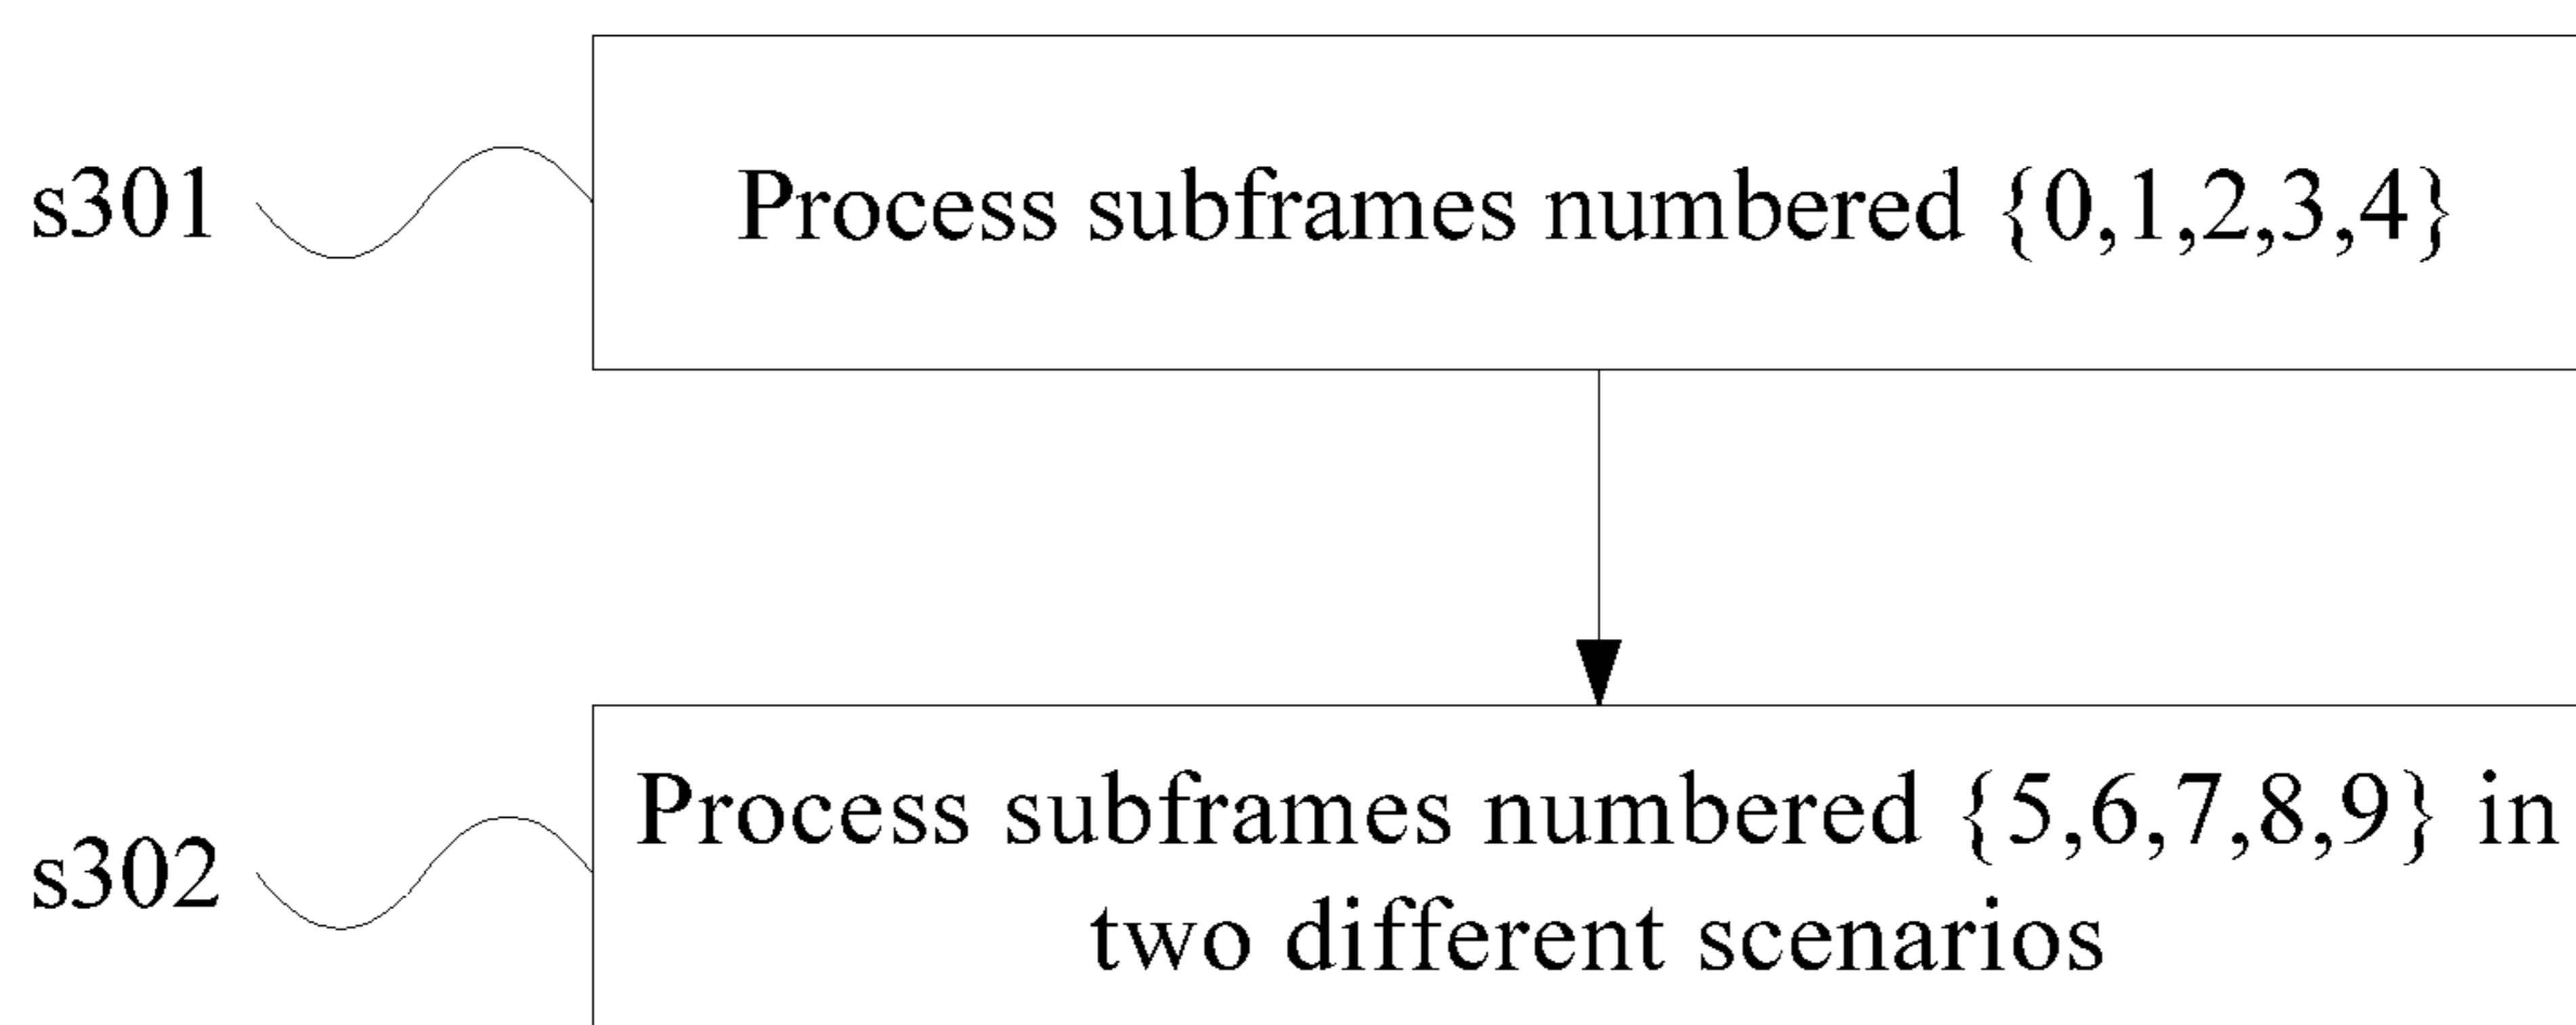 s301
Process subframes numbered {0,1,2,3,4}
s302
Process subframes numbered {5,6,7,8,9} in
two different scenarios